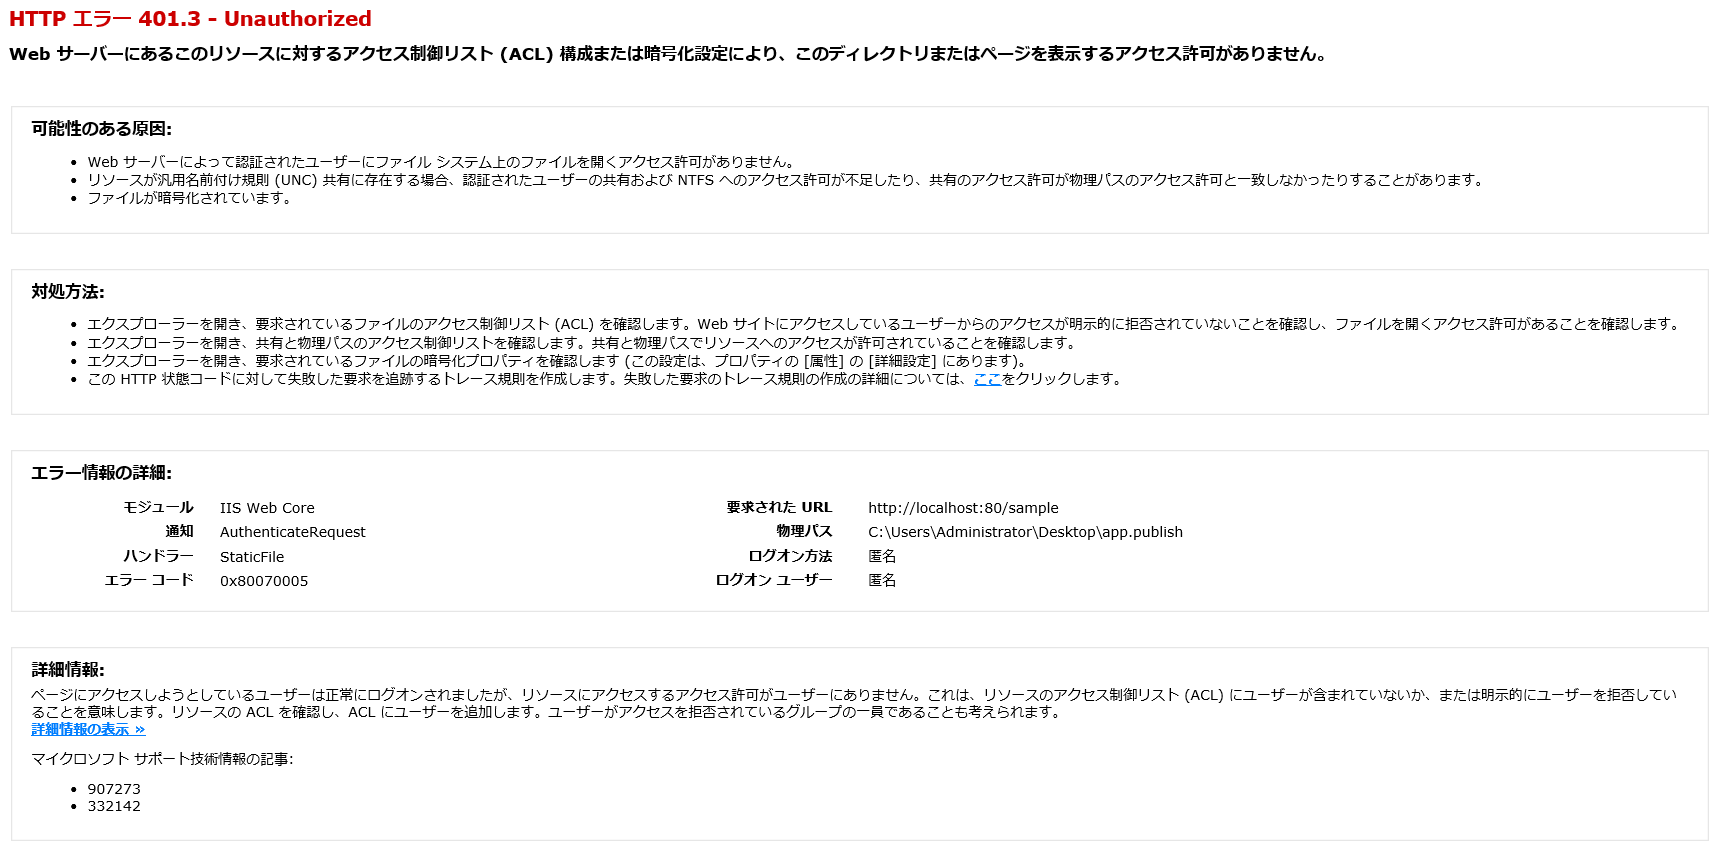 HTTP エラー 401.3 - Unauthorized
Web サーバーにあるこのリソースに対するアクセス制御リスト (ACL) 構成または暗号化設定により、このディレクトリまたはページを表示するアクセス許可がありません。
可能性のある原因:
• Web サーバーによって認証されたユーザーにファイル システム上のファイルを開くアクセス許可がありません。
• リソースが汎用名前付け規則 (UNC) 共有に存在する場合、認証されたユーザーの共有および NTFS へのアクセス許可が不足したり、共有のアクセス許可が物理パスのアクセス許可と一致しなかったりすることがあります。
• ファイルが暗号化されています。
対処方法:
• エクスプローラーを開き、要求されているファイルのアクセス制御リスト (ACL) を確認します。Web サイトにアクセスしているユーザーからのアクセスが明示的に拒否されていないことを確認し、ファイルを開くアクセス許可があることを確認します。
• エクスプローラーを開き、共有と物理パスのアクセス制御リストを確認します。共有と物理パスでリソースへのアクセスが許可されていることを確認します。
• エクスプローラーを開き、要求されているファイルの暗号化プロパティを確認します (この設定は、プロパティの [属性] の [詳細設定] にあります)。
• この HTTP 状態コードに対して失敗した要求を追跡するトレース規則を作成します。失敗した要求のトレース規則の作成の詳細については、ここをクリックします。
エラー情報の詳細:
モジュール IIS Web Core
通知 AuthenticateRequest
ハンドラー StaticFile
エラー コード 0x80070005
要求された URL http://localhost:80/sample
物理パス C:\Users\Administrator\Desktop\app.publish
ログオン方法 匿名
ログオン ユーザー 匿名
詳細情報:
ページにアクセスしようとしているユーザーは正常にログオンされましたが、リソースにアクセスするアクセス許可がユーザーにありません。これは、リソースのアクセス制御リスト (ACL) にユーザーが含まれていないか、または明示的にユーザーを拒否してい
ることを意味します。リソースの ACL を確認し、ACL にユーザーを追加します。ユーザーがアクセスを拒否されているグループの一員であることも考えられます。
詳細情報の表示 »
マイクロソフト サポート技術情報の記事:
• 907273
• 332142